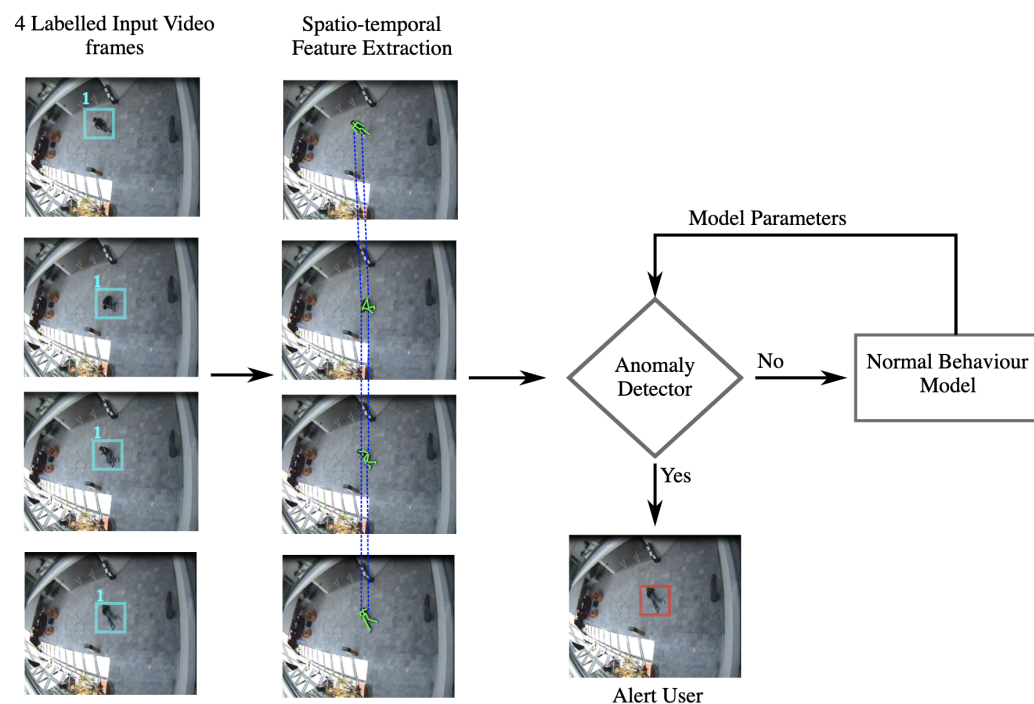 4 Labelled Input Video
frames
Spatio-temporal
Feature Extraction
1
1
1
1
Model Parameters
Anomaly
Detector
No
Normal Behaviour
Model
Yes
Alert User